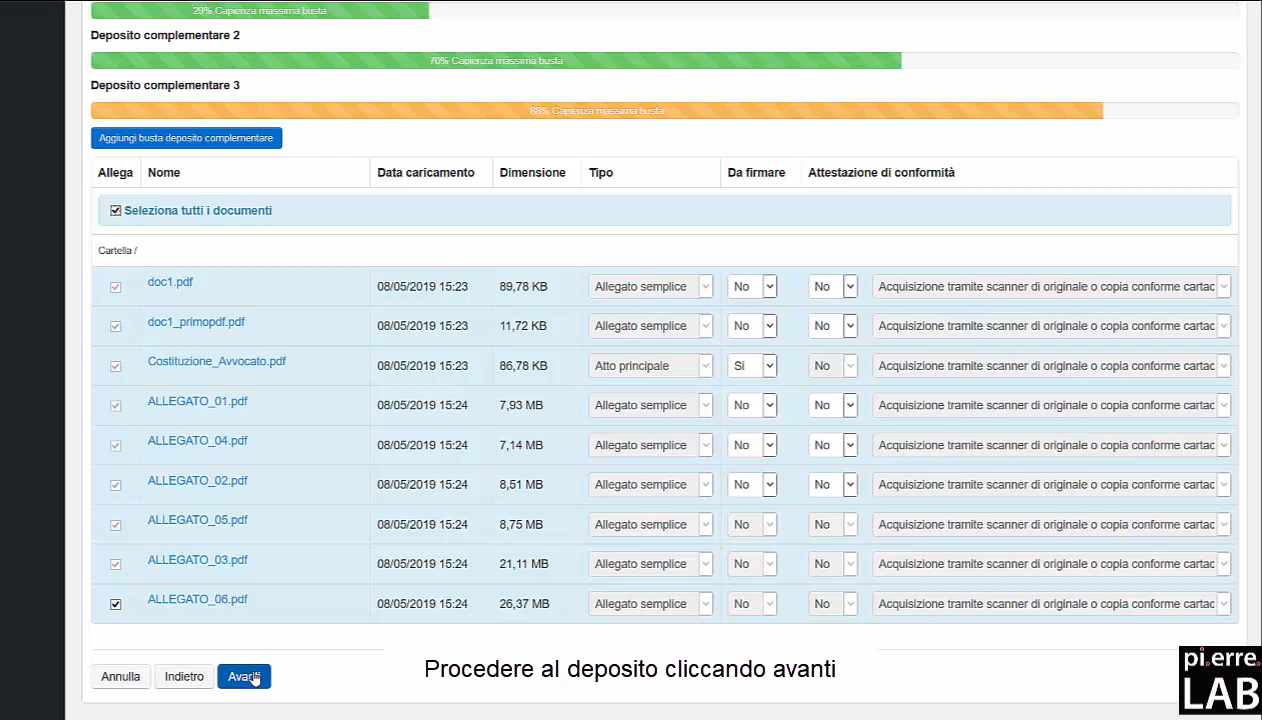 29% Capienza massima busta
Deposito complementare 2
70% Capienza massima busta
Deposito complementare 3
88% Capienza massima busta
Aggiungi busta deposito complementare
Allega Nome Data caricamento Dimensione Tipo Da firmare Attestazione di conformità
Seleziona tutti i documenti
Cartella /
doc1.pdf 08/05/2019 15:23 89,78 KB Allegato semplice No No Acquisizione tramite scanner di originale o copia conforme cartac
doc1_primopdf.pdf 08/05/2019 15:23 11,72 KB Allegato semplice No No Acquisizione tramite scanner di originale o copia conforme cartac
Costituzione_Avvocato.pdf 08/05/2019 15:23 86,78 KB Atto principale Si No Acquisizione tramite scanner di originale o copia conforme cartac
ALLEGATO_01.pdf 08/05/2019 15:24 7,93 MB Allegato semplice No No Acquisizione tramite scanner di originale o copia conforme cartac
ALLEGATO_04.pdf 08/05/2019 15:24 7,14 MB Allegato semplice No No Acquisizione tramite scanner di originale o copia conforme cartac
ALLEGATO_02.pdf 08/05/2019 15:24 8,51 MB Allegato semplice No No Acquisizione tramite scanner di originale o copia conforme cartac
ALLEGATO_05.pdf 08/05/2019 15:24 8,75 MB Allegato semplice No No Acquisizione tramite scanner di originale o copia conforme cartac
ALLEGATO_03.pdf 08/05/2019 15:24 21,11 MB Allegato semplice No No Acquisizione tramite scanner di originale o copia conforme cartac
ALLEGATO_06.pdf 08/05/2019 15:24 26,37 MB Allegato semplice No No Acquisizione tramite scanner di originale o copia conforme cartac
Annulla Indietro Avanti
Procedere al deposito cliccando avanti
pi.erre.
LAB